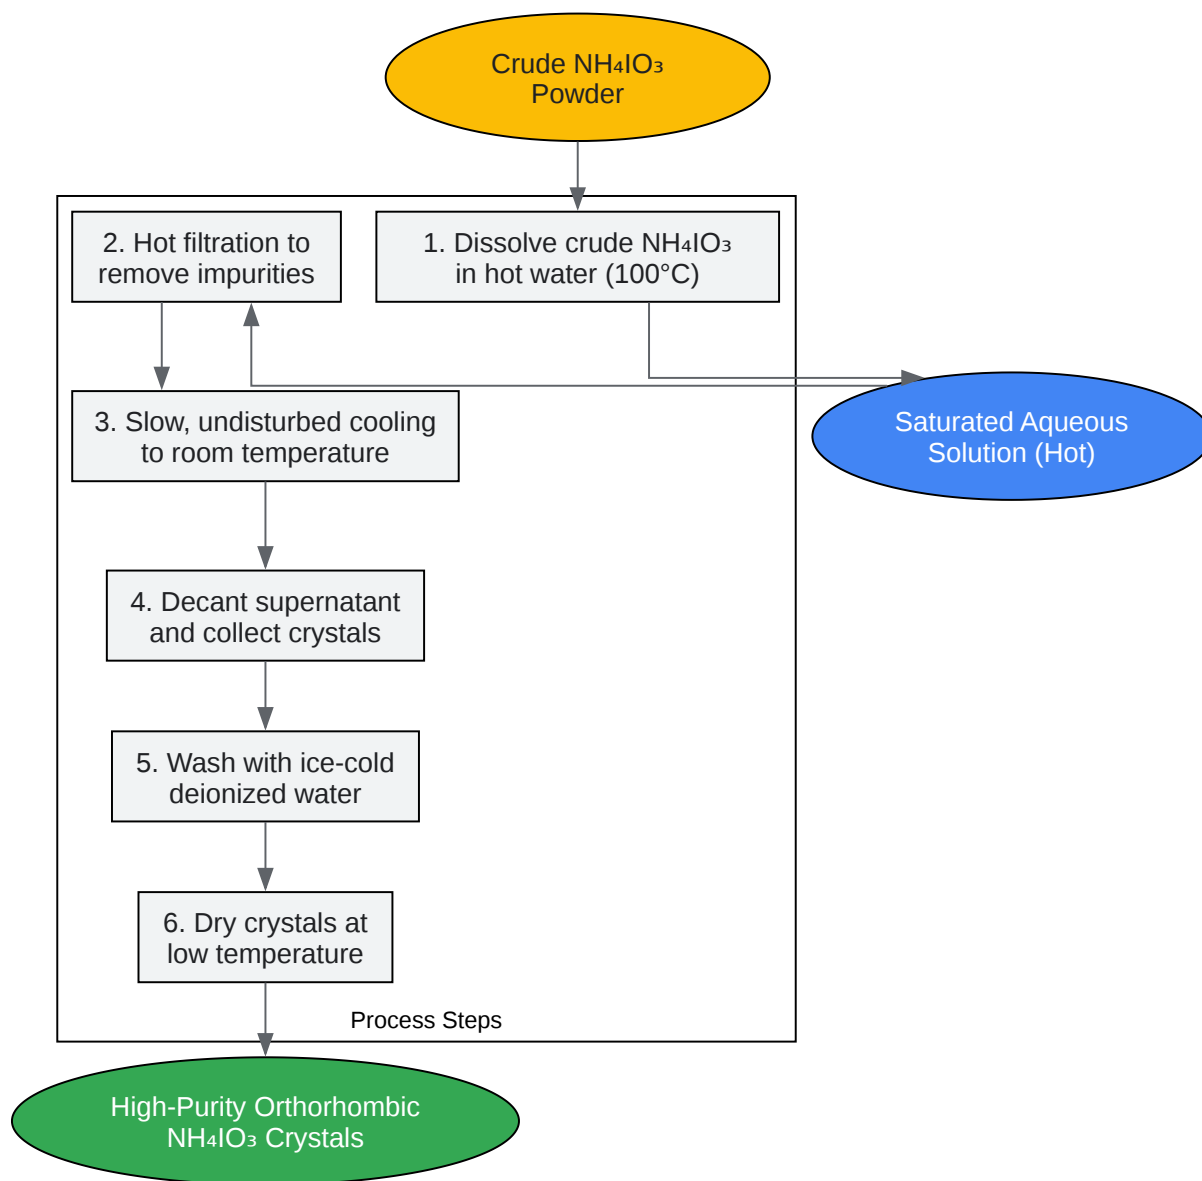 Crude NH₄IO₃
Powder
2. Hot filtration to
remove impurities
1. Dissolve crude NH₄IO₃
in hot water (100°C)
3. Slow, undisturbed cooling
to room temperature
Saturated Aqueous
Solution (Hot)
4. Decant supernatant
and collect crystals
5. Wash with ice-cold
deionized water
6. Dry crystals at
low temperature
Process Steps
High-Purity Orthorhombic
NH₄IO₃ Crystals